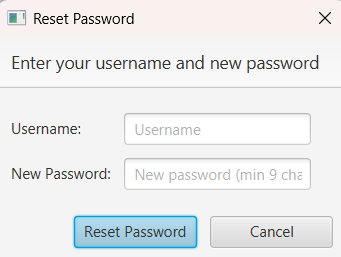 Reset Password
Enter your username and new password
Username:
Username
New Password:
New password (min 9 cha
Reset Password
Cancel